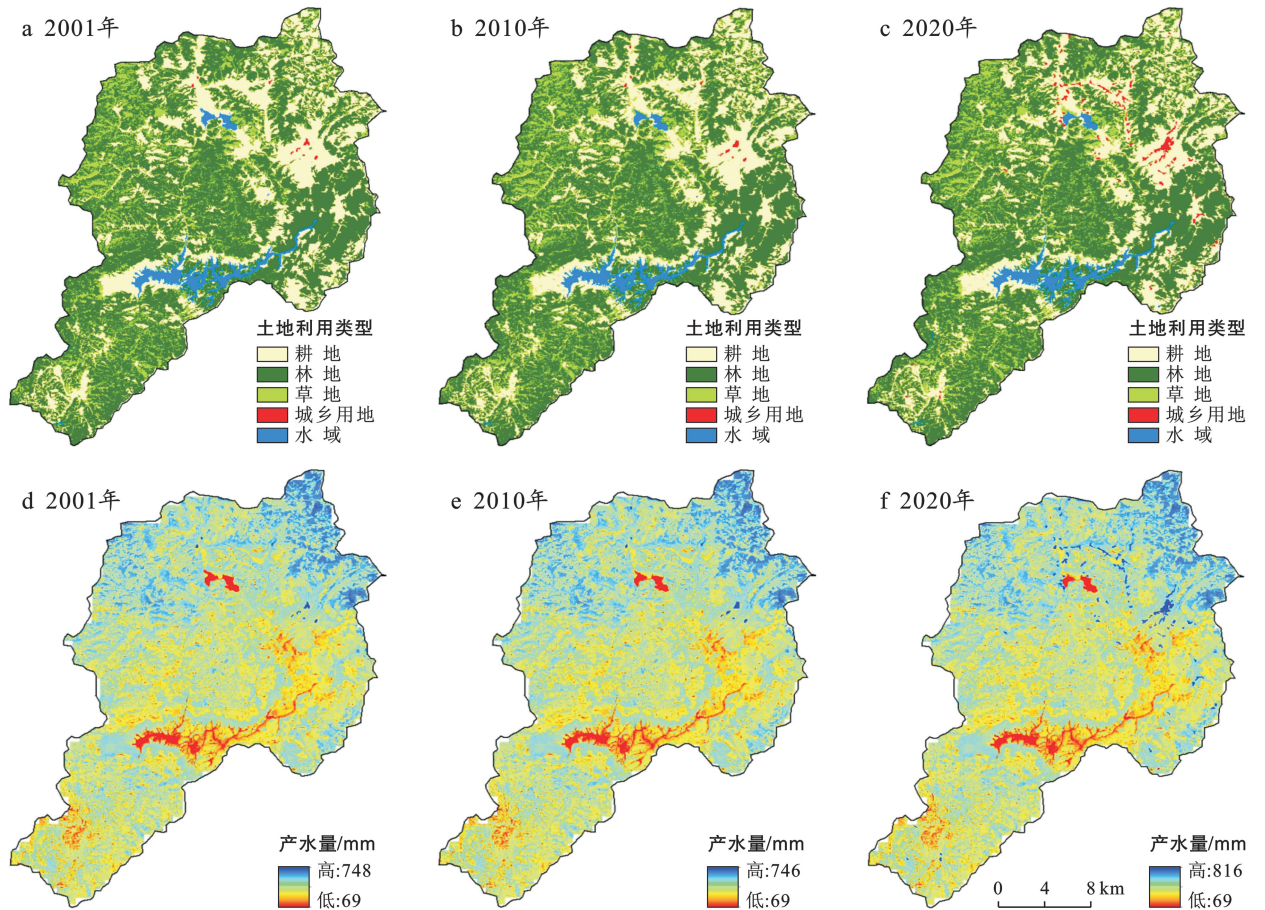 a 2001年
b 2010年
c 2020年
土地利用类型
耕 地
林 地
草 地
城乡用地
水 域
土地利用类型
耕 地
林 地
草 地
城乡用地
水 域
土地利用类型
耕 地
林 地
草 地
城乡用地
水 域
d 2001年
e 2010年
f 2020年
产水量/mm
高:748
低:69
产水量/mm
高:746
低:69
产水量/mm
高:816
低:69
0 4 8 km